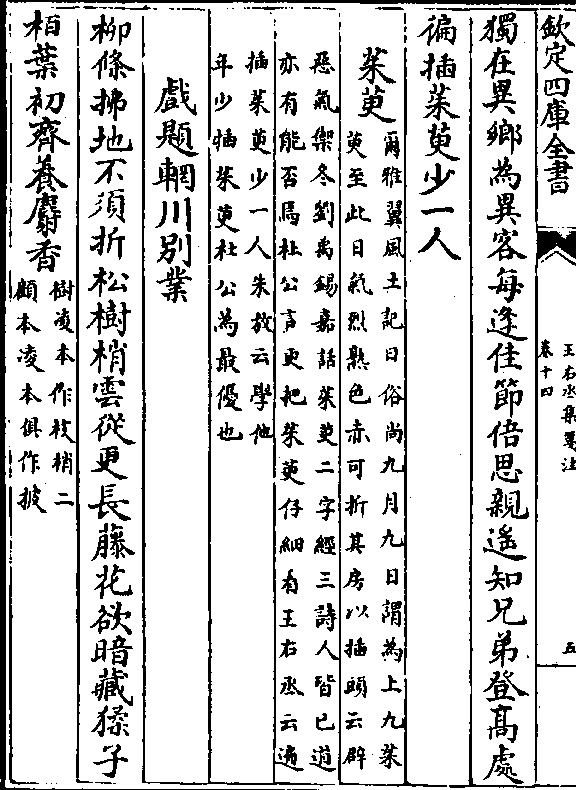 欽定四庫全書
王右丞集箋注
卷十四
五
獨在異鄉為異客每逢佳節倍思親遙知兄弟登髙處
徧插茱萸少一人
茱萸
爾雅翼風土記曰俗尚九月九日謂為上九茱
萸至此日氣烈熟色赤可折其房以插頭云辟
惡氣禦冬劉禹錫嘉話茱萸二字經三詩人皆已道
亦有能否焉杜公言更把茱萸仔細看王右丞云遍
插茱萸少一人朱放云學他
年少插茱萸杜公為最優也
戲題輞川別業
柳條拂地不須折松樹梢雲從更長藤花欲暗藏猱子
栢葉初齊養麝香
樹凌本作枝梢二
顧本凌本俱作披